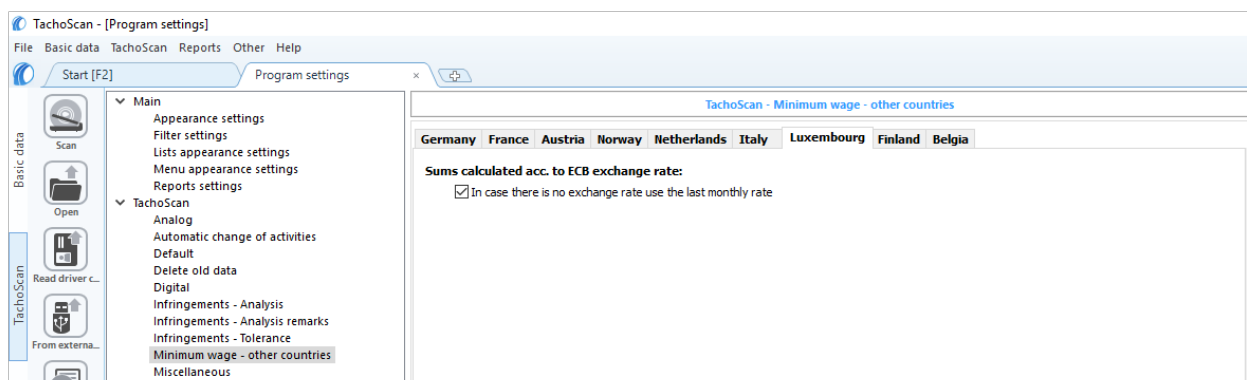 TachoScan - [Program settings]
File Basic data TachoScan Reports Other Help
Start [F2]
Program settings ×
Basic data
TachoScan
Scan
Open
Read driver c...
From externa...
Main
Appearance settings
Filter settings
Lists appearance settings
Menu appearance settings
Reports settings
TachoScan
Analog
Automatic change of activities
Default
Delete old data
Digital
Infringements - Analysis
Infringements - Analysis remarks
Infringements - Tolerance
Minimum wage - other countries
Miscellaneous
TachoScan - Minimum wage - other countries
Germany France Austria Norway Netherlands Italy Luxembourg Finland Belgia
Sums calculated acc. to ECB exchange rate:
In case there is no exchange rate use the last monthly rate